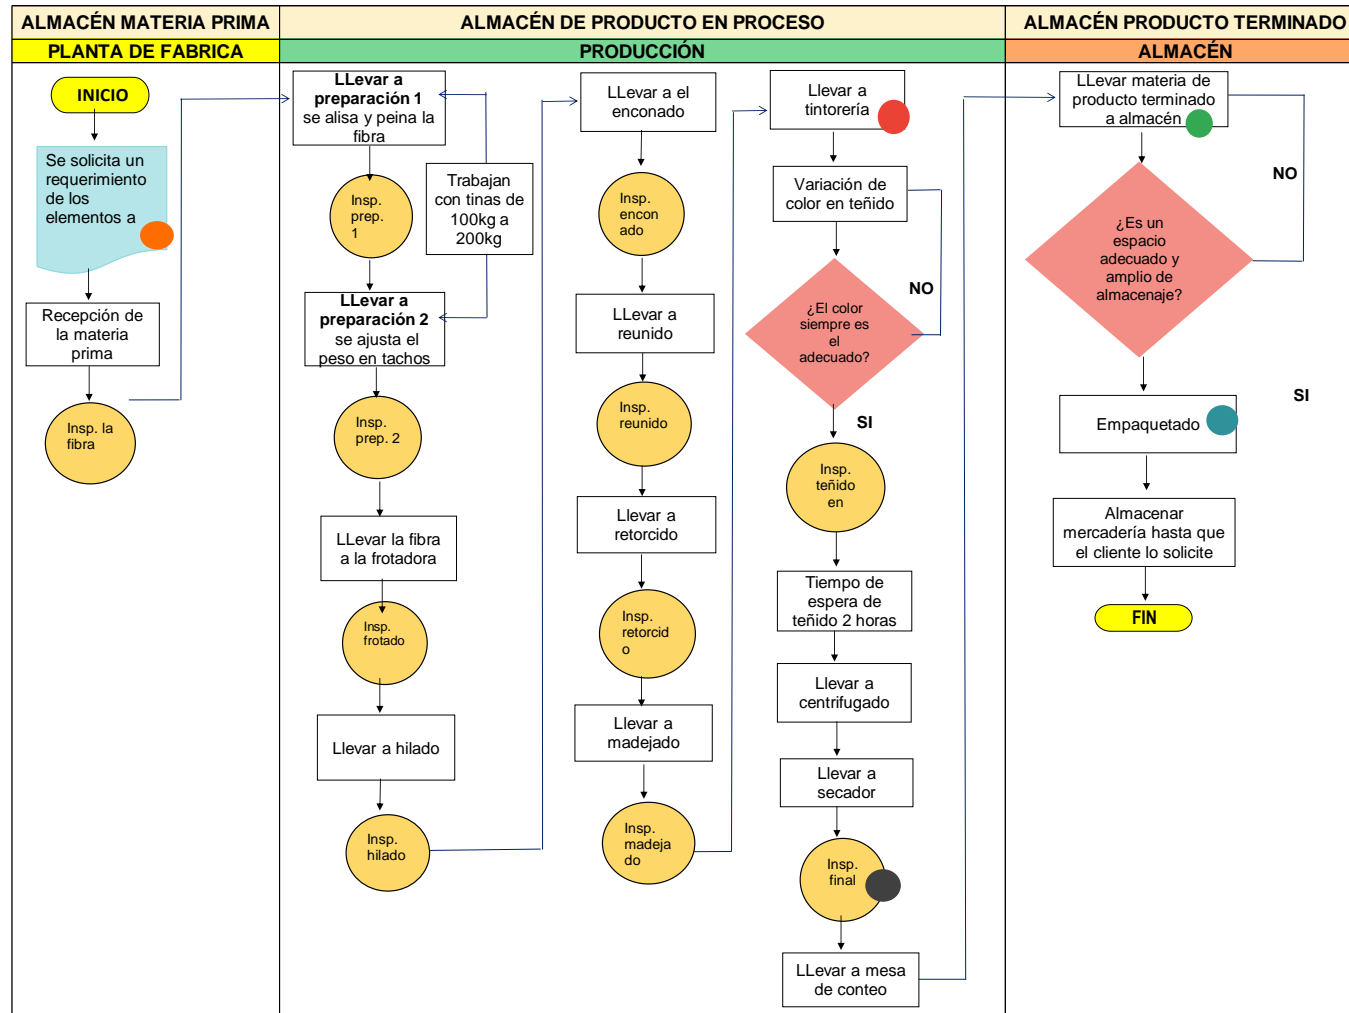 ALMACÉN MATERIA PRIMA
ALMACÉN DE PRODUCTO EN PROCESO
ALMACÉN PRODUCTO TERMINADO
PLANTA DE FABRICA
PRODUCCIÓN
ALMACÉN
INICIO
Se solicita un
requerimiento
de los
elementos a
Recepción de
la materia
prima
Insp. la
fibra
LLevar a
preparación 1
se alisa y peina la
fibra
Insp.
prep.
1
Trabajan
con tinas de
100kg a
200kg
LLevar a
preparación 2
se ajusta el
peso en tachos
Insp.
prep. 2
LLevar la fibra
a la frotadora
Insp.
frotado
Llevar a hilado
Insp.
hilado
LLevar a el
enconado
Insp.
encon
ado
LLevar a
reunido
Insp.
reunido
Llevar a
retorcido
Insp.
retorcid
o
Llevar a
madejado
Insp.
madeja
do
Llevar a
tintorería
Variación de
color en teñido
NO
¿El color
siempre es
el
adecuado?
SI
Insp.
teñido
en
Tiempo de
espera de
teñido 2 horas
Llevar a
centrifugado
Llevar a
secador
Insp.
final
LLevar a mesa
de conteo
LLevar materia de
producto terminado
a almacén
NO
¿Es un
espacio
adecuado y
amplio de
almacenaje?
SI
Empaquetado
Almacenar
mercadería hasta que
el cliente lo solicite
FIN